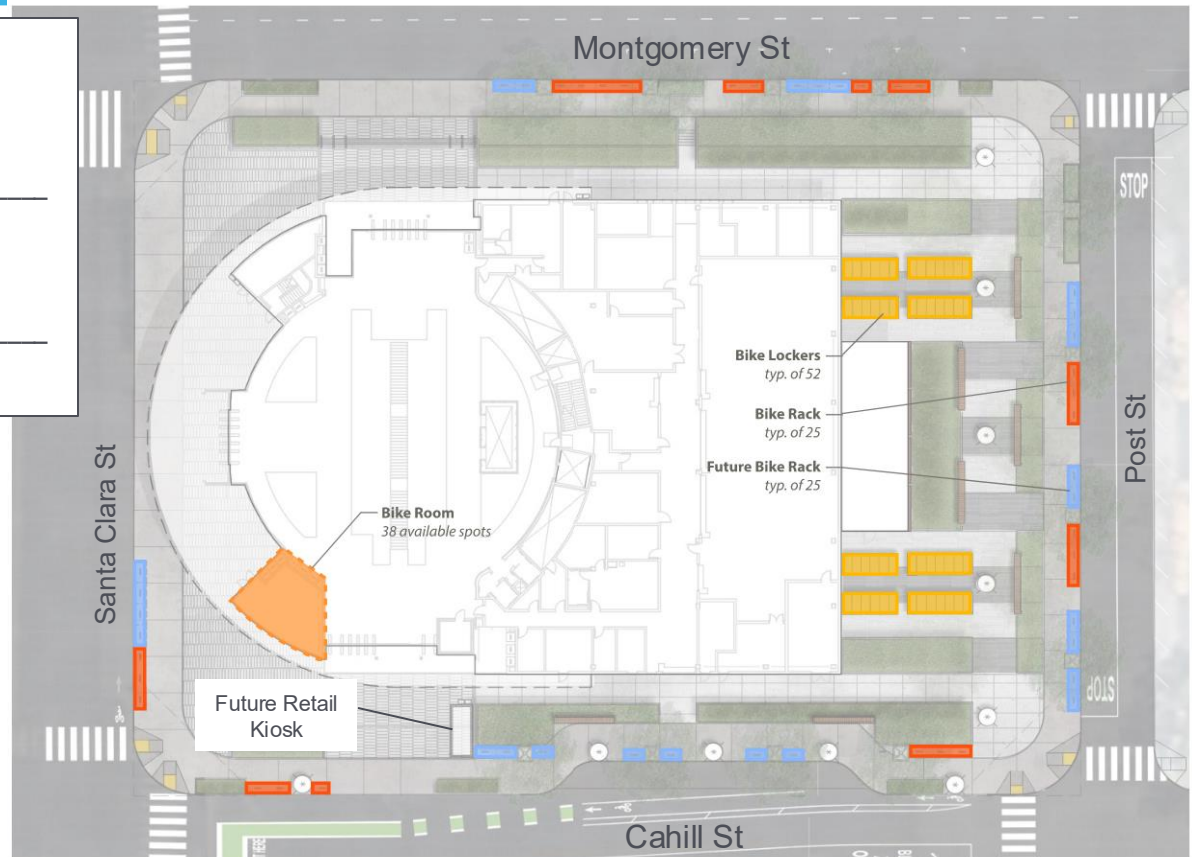 Montgomery St
STOP
Bike Lockers
typ. of 52
Bike Rack
typ. of 25
Future Bike Rack
typ. of 25
Post St
Santa Clara St
Bike Room
38 available spots
STOP
Future Retail
Kiosk
Cahill St